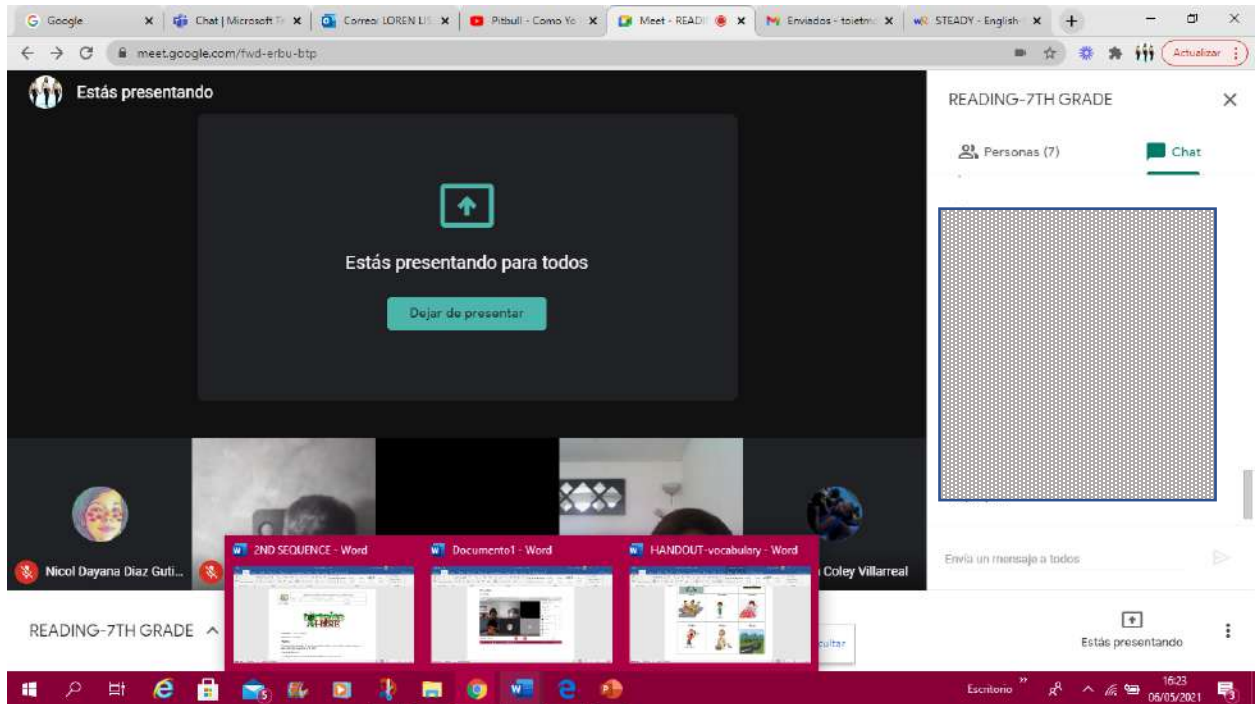 Google
Chat | Microsoft T
Correo: LOREN LI
Pitbull - Como Yo
Meet - READI
Enviados - toietm
STEADY - English
meet.google.com/fwd-erbu-btp
Actualizar
Estás presentando
READING-7TH GRADE
Personas (7)
Chat
Estás presentando para todos
Dejar de presentar
2ND SEQUENCE - Word
Documento1 - Word
HANDOUT-vocabulary - Word
Envía un mensaje a todos
Nicol Dayana Diaz Guti...
Coley Villarreal
READING-7TH GRADE
Estás presentando
Escritorio
16:23
06/05/2021